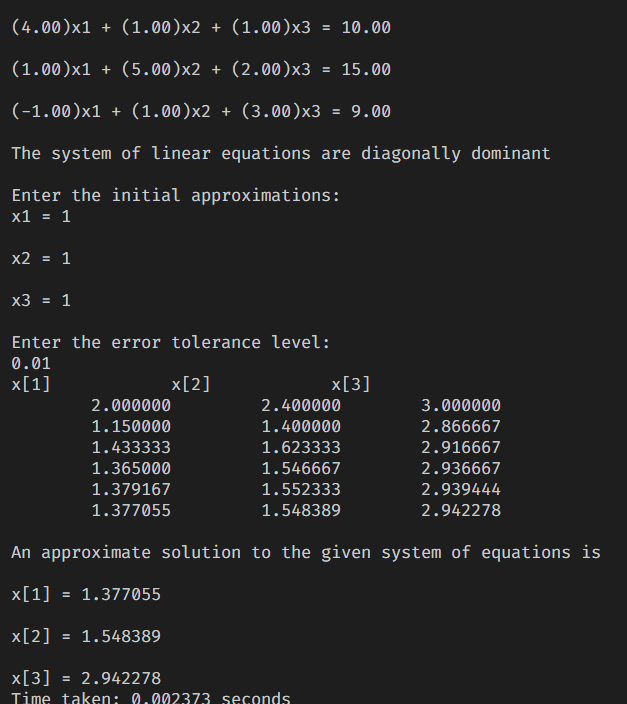 (4.00)x1 + (1.00)x2 + (1.00)x3 = 10.00
(1.00)x1 + (5.00)x2 + (2.00)x3 = 15.00
(-1.00)x1 + (1.00)x2 + (3.00)x3 = 9.00
The system of linear equations are diagonally dominant
Enter the initial approximations:
x1 = 1
x2 = 1
x3 = 1
Enter the error tolerance level:
0.01
x[1] x[2] x[3]
2.000000 2.400000 3.000000
1.150000 1.400000 2.866667
1.433333 1.623333 2.916667
1.365000 1.546667 2.936667
1.379167 1.552333 2.939444
1.377055 1.548389 2.942278
An approximate solution to the given system of equations is
x[1] = 1.377055
x[2] = 1.548389
x[3] = 2.942278
Time taken: 0.002373 seconds